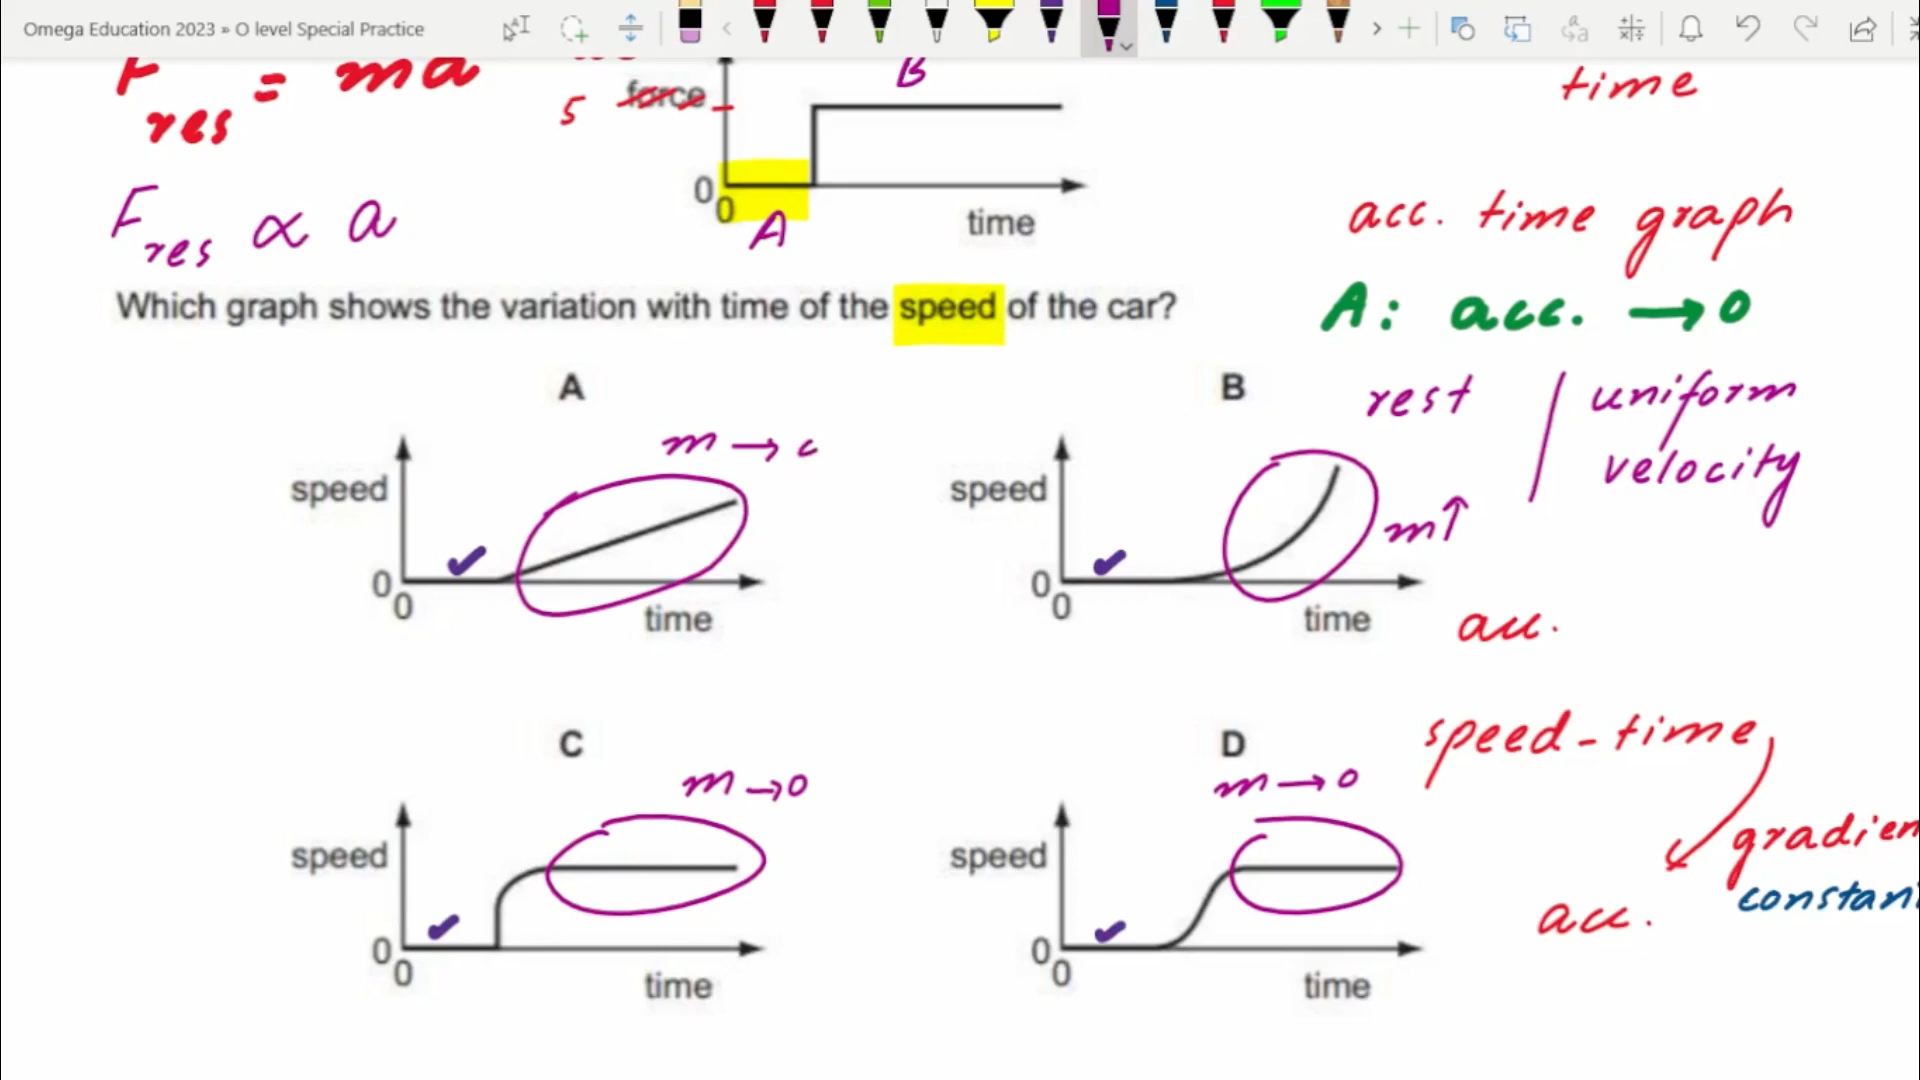 Omega Education 2023 » O level Special Practice
F res = ma
5 force
B
time
0
0
A
time
F res ∝ a
acc. time graph
Which graph shows the variation with time of the speed of the car?
A: acc. → 0
A
B
rest / uniform velocity
m → c
speed
0
0
time
speed
0
0
time
m↑
acc.
C
D
speed-time
m → 0
m → 0
speed
0
0
time
speed
0
0
time
gradien
constan
acc.